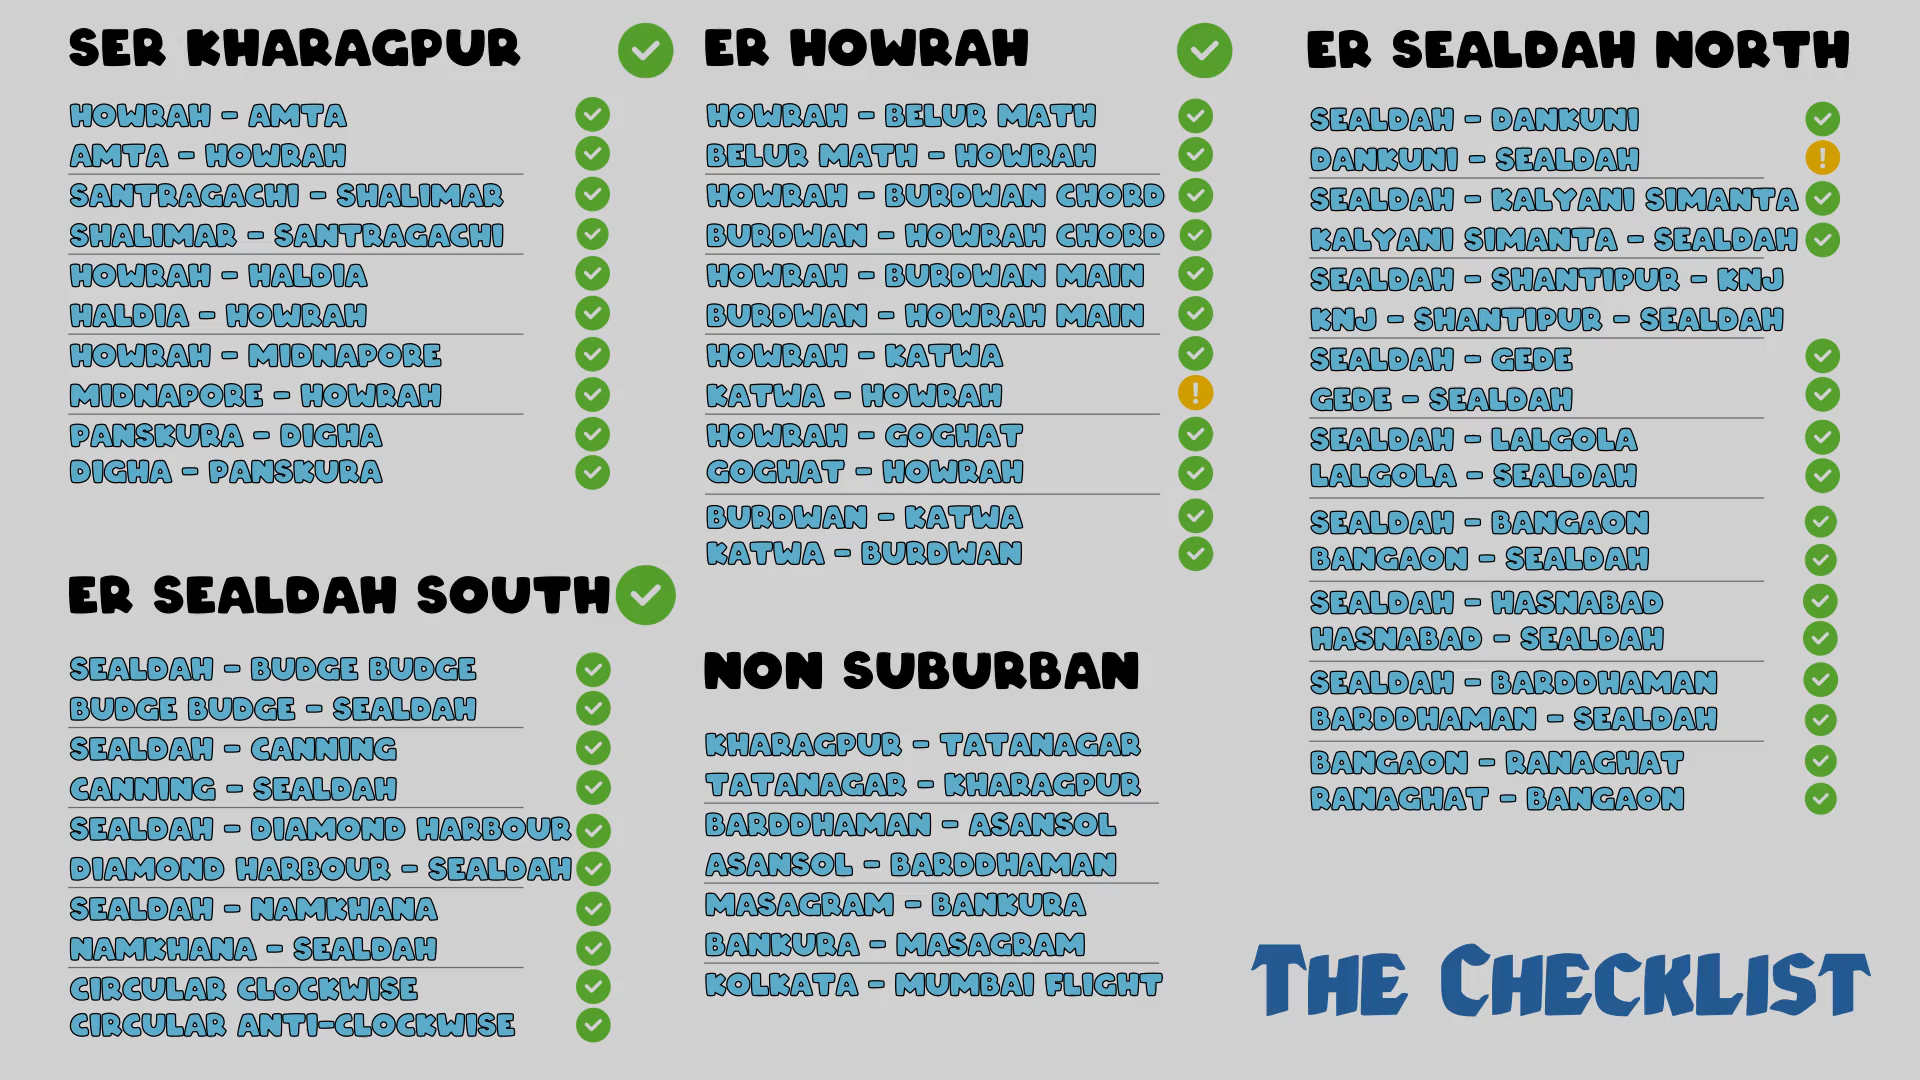 SER KHARAGPUR
HOWRAH - AMTA
AMTA - HOWRAH
SANTRAGACHI - SHALIMAR
SHALIMAR - SANTRAGACHI
HOWRAH - HALDIA
HALDIA - HOWRAH
HOWRAH - MIDNAPORE
MIDNAPORE - HOWRAH
PANSKURA - DIGHA
DIGHA - PANSKURA
ER SEALDAH SOUTH
SEALDAH - BUDGE BUDGE
BUDGE BUDGE - SEALDAH
SEALDAH - CANNING
CANNING - SEALDAH
SEALDAH - DIAMOND HARBOUR
DIAMOND HARBOUR - SEALDAH
SEALDAH - NAMKHANA
NAMKHANA - SEALDAH
CIRCULAR CLOCKWISE
CIRCULAR ANTI-CLOCKWISE
ER HOWRAH
HOWRAH - BELUR MATH
BELUR MATH - HOWRAH
HOWRAH - BURDWAN CHORD
BURDWAN - HOWRAH CHORD
HOWRAH - BURDWAN MAIN
BURDWAN - HOWRAH MAIN
HOWRAH - KATWA
KATWA - HOWRAH
HOWRAH - GOGHAT
GOGHAT - HOWRAH
BURDWAN - KATWA
KATWA - BURDWAN
NON SUBURBAN
KHARAGPUR - TATANAGAR
TATANAGAR - KHARAGPUR
BARDDHAMAN - ASANSOL
ASANSOL - BARDDHAMAN
MASAGRAM - BANKURA
BANKURA - MASAGRAM
KOLKATA - MUMBAI FLIGHT
ER SEALDAH NORTH
SEALDAH - DANKUNI
DANKUNI - SEALDAH
SEALDAH - KALYANI SIMANTA
KALYANI SIMANTA - SEALDAH
SEALDAH - SHANTIPUR - KNJ
KNJ - SHANTIPUR - SEALDAH
SEALDAH - GEDE
GEDE - SEALDAH
SEALDAH - LALGOLA
LALGOLA - SEALDAH
SEALDAH - BANGAON
BANGAON - SEALDAH
SEALDAH - HASNABAD
HASNABAD - SEALDAH
SEALDAH - BARDDHAMAN
BARDDHAMAN - SEALDAH
BANGAON - RANAGHAT
RANAGHAT - BANGAON
THE CHECKLIST